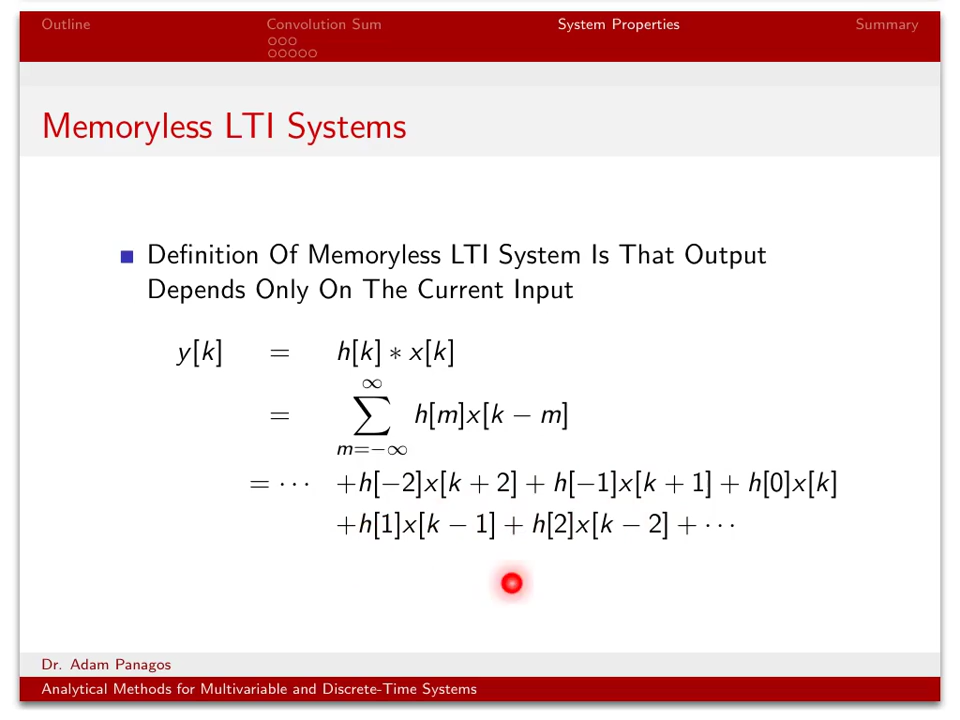 Outline Convolution Sum System Properties Summary
Memoryless LTI Systems
Definition Of Memoryless LTI System Is That Output
Depends Only On The Current Input
y[k] = h[k] ∗ x[k]
∞
= ∑ h[m]x[k − m]
m=−∞
= ⋯ +h[−2]x[k + 2] + h[−1]x[k + 1] + h[0]x[k]
+h[1]x[k − 1] + h[2]x[k − 2] + ⋯
Dr. Adam Panagos
Analytical Methods for Multivariable and Discrete-Time Systems